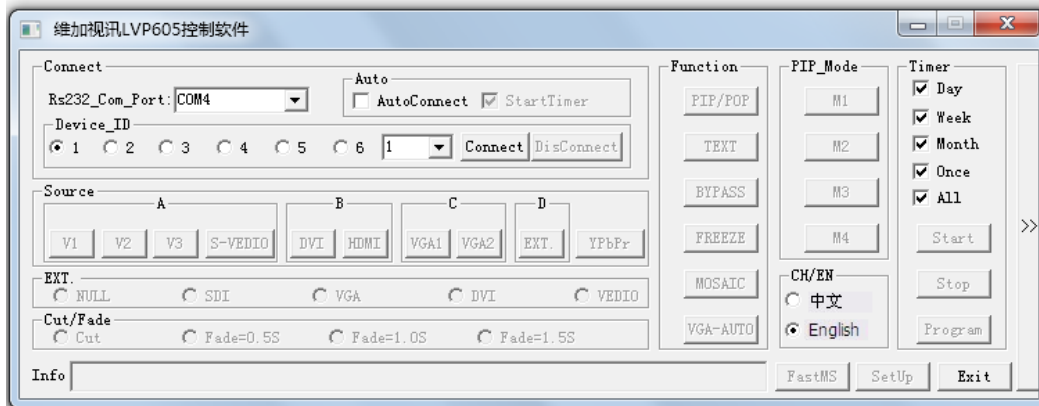 维加视讯LVP605控制软件
Connect
Rs232_Com_Port: COM4
Auto
AutoConnect StartTimer
Device_ID
1 2 3 4 5 6 1 Connect DisConnect
Source
A B C D
V1 V2 V3 S-VEDIO DVI HDMI VGA1 VGA2 EXT. YPbPr
EXT.
NULL SDI VGA DVI VEDIO
Cut/Fade
Cut Fade=0.5S Fade=1.0S Fade=1.5S
Function
PIP/POP
TEXT
BYPASS
FREEZE
MOSAIC
VGA-AUTO
PIP_Mode
M1
M2
M3
M4
CH/EN
中文
English
Timer
Day
Week
Month
Once
All
Start
Stop
Program
>>
Info
FastMS SetUp Exit